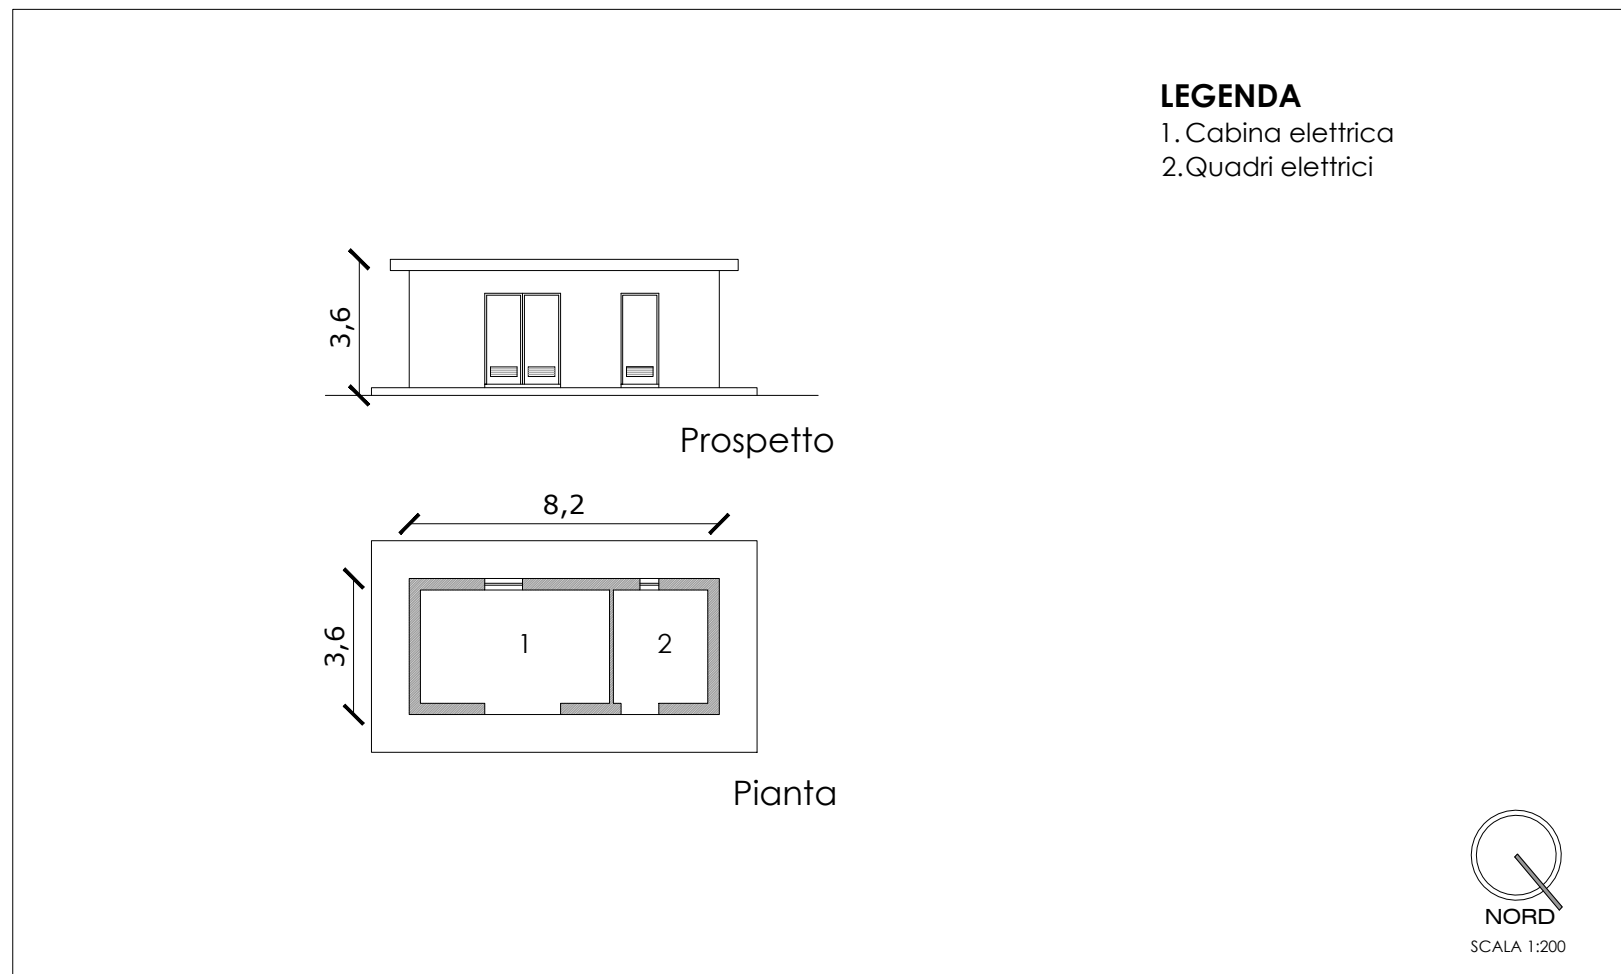 LEGENDA
1. Cabina elettrica
2. Quadri elettrici
3,6
Prospetto
8,2
3,6
1
2
Pianta
NORD
SCALA 1:200